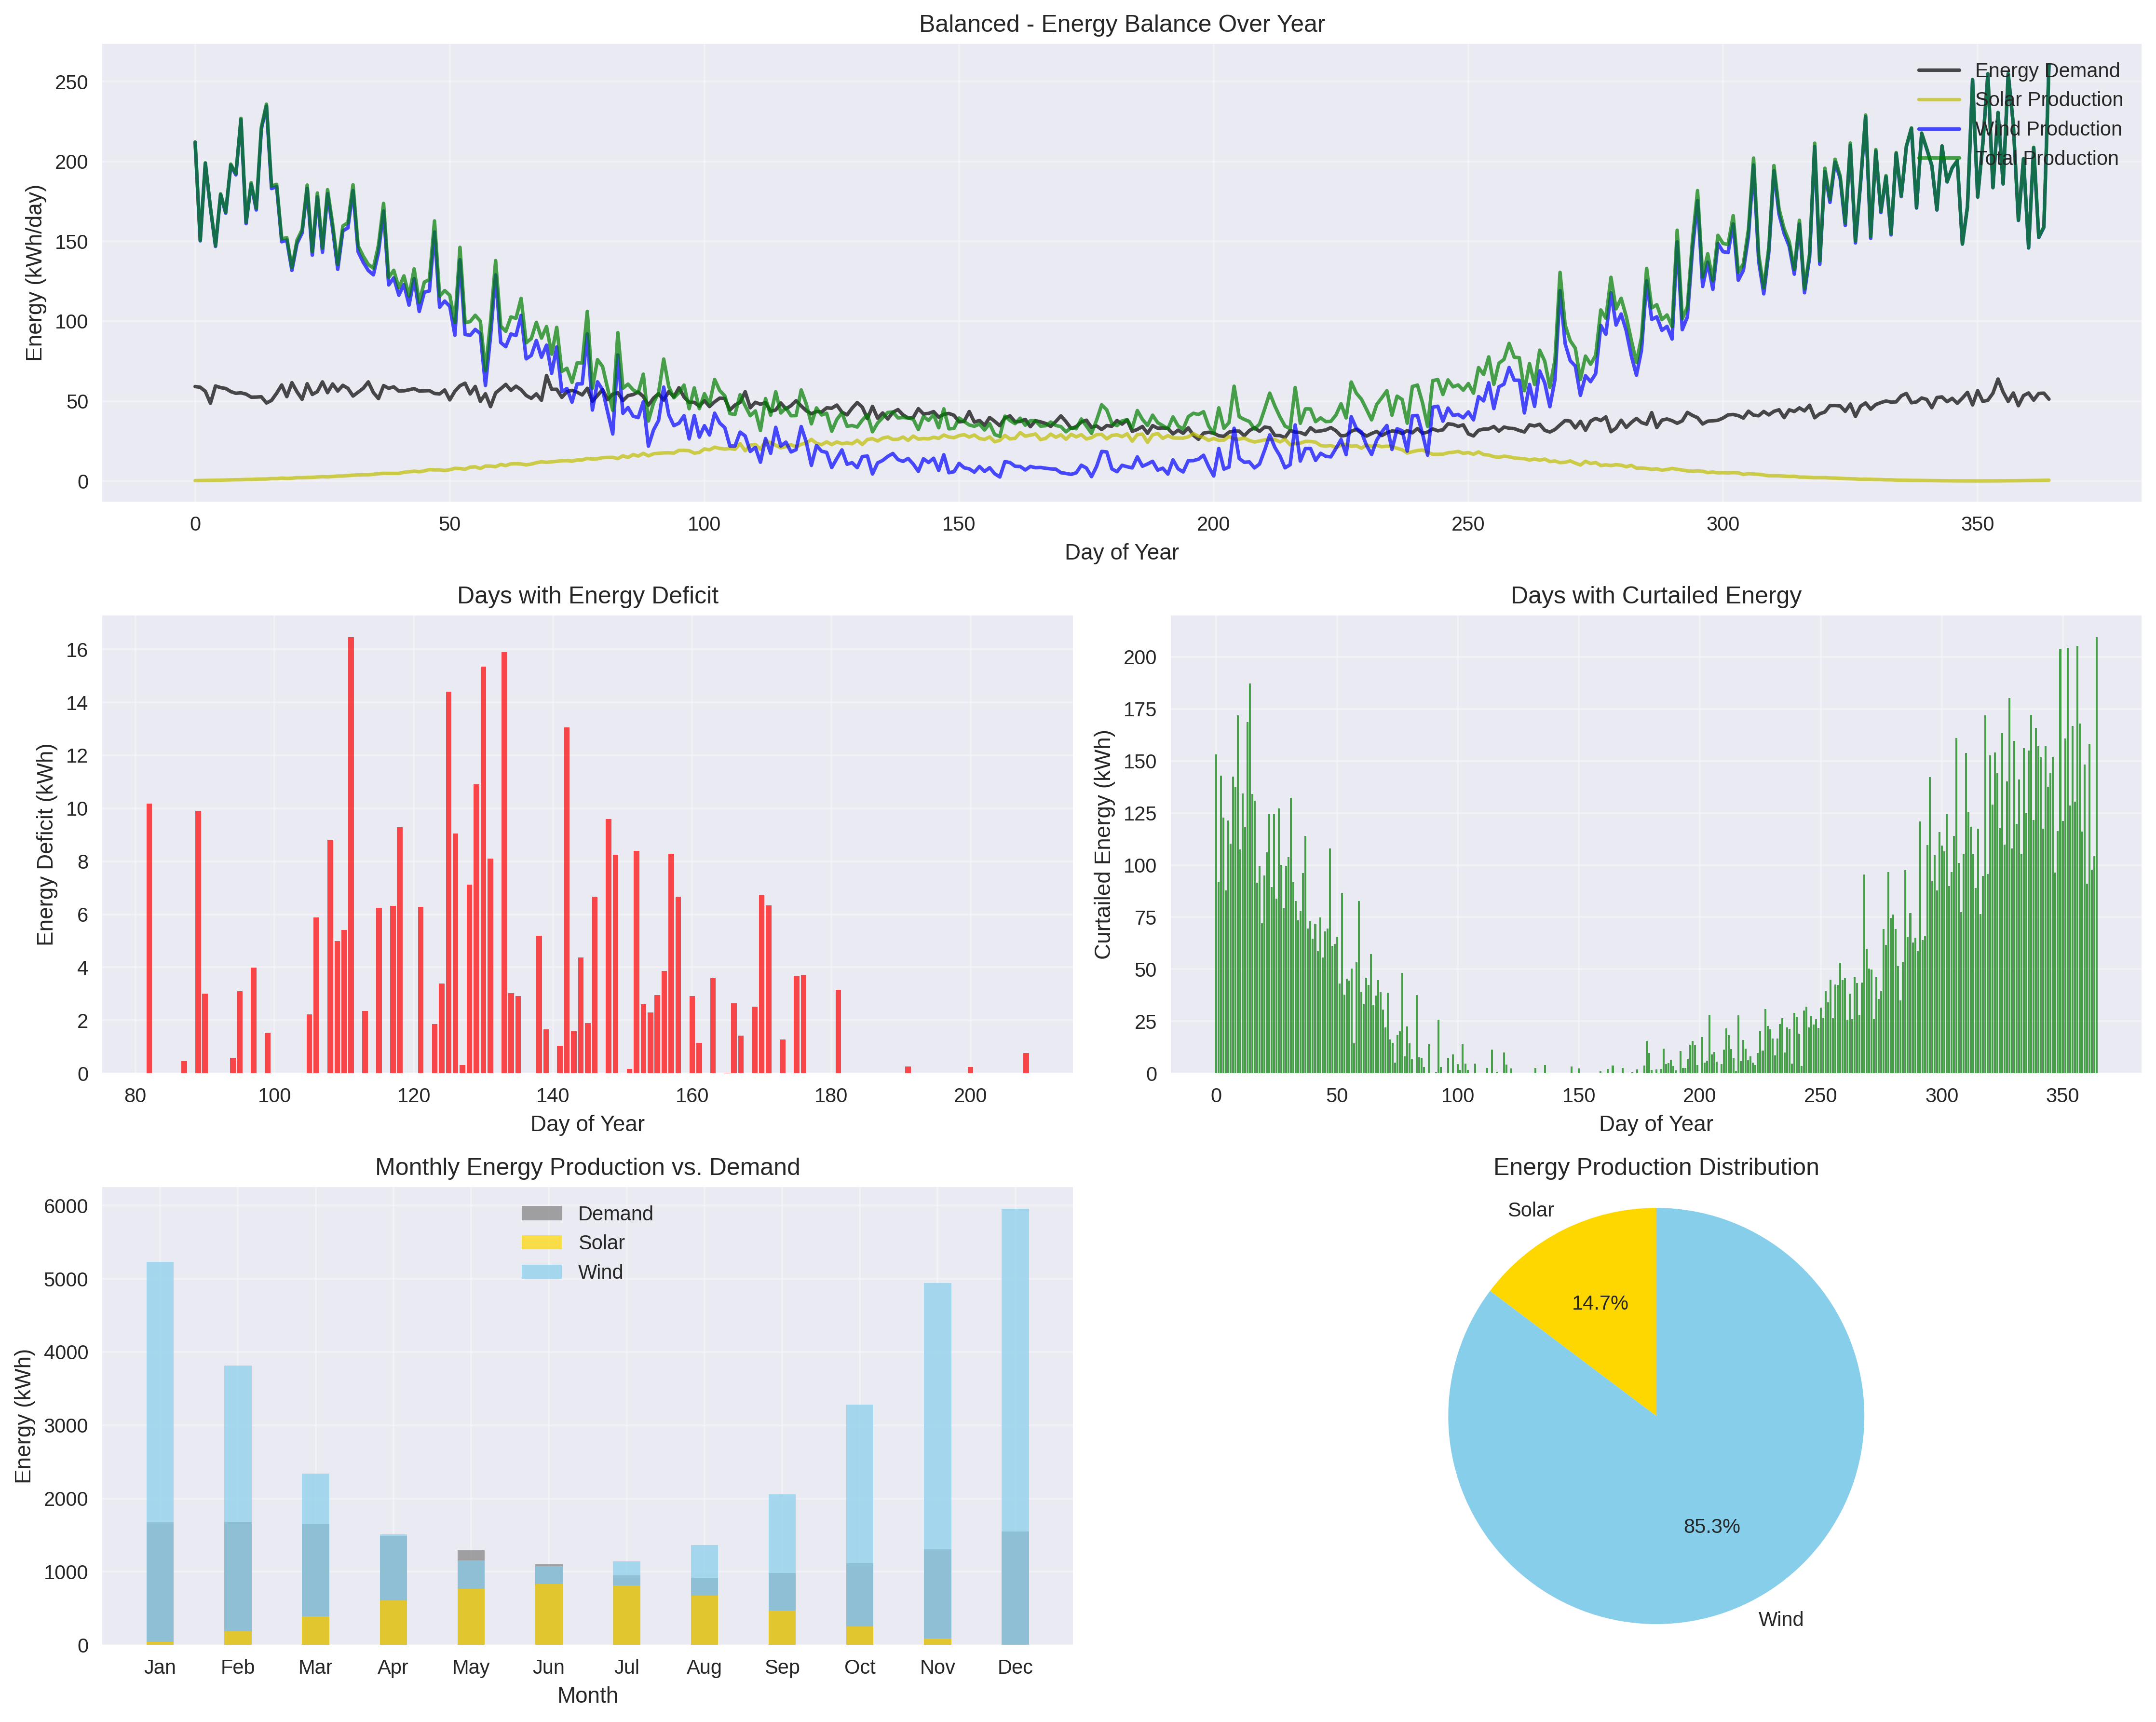 Balanced - Energy Balance Over Year
Energy (kWh/day)
250
200
150
100
50
0
Energy Demand
Solar Production
Wind Production
Total Production
0 50 100 150 200 250 300 350
Day of Year
Days with Energy Deficit
Energy Deficit (kWh)
16
14
12
10
8
6
4
2
0
80 100 120 140 160 180 200
Day of Year
Days with Curtailed Energy
Curtailed Energy (kWh)
200
175
150
125
100
75
50
25
0
0 50 100 150 200 250 300 350
Day of Year
Monthly Energy Production vs. Demand
Energy (kWh)
6000
5000
4000
3000
2000
1000
0
Demand
Solar
Wind
Jan Feb Mar Apr May Jun Jul Aug Sep Oct Nov Dec
Month
Energy Production Distribution
Solar
14.7%
85.3%
Wind